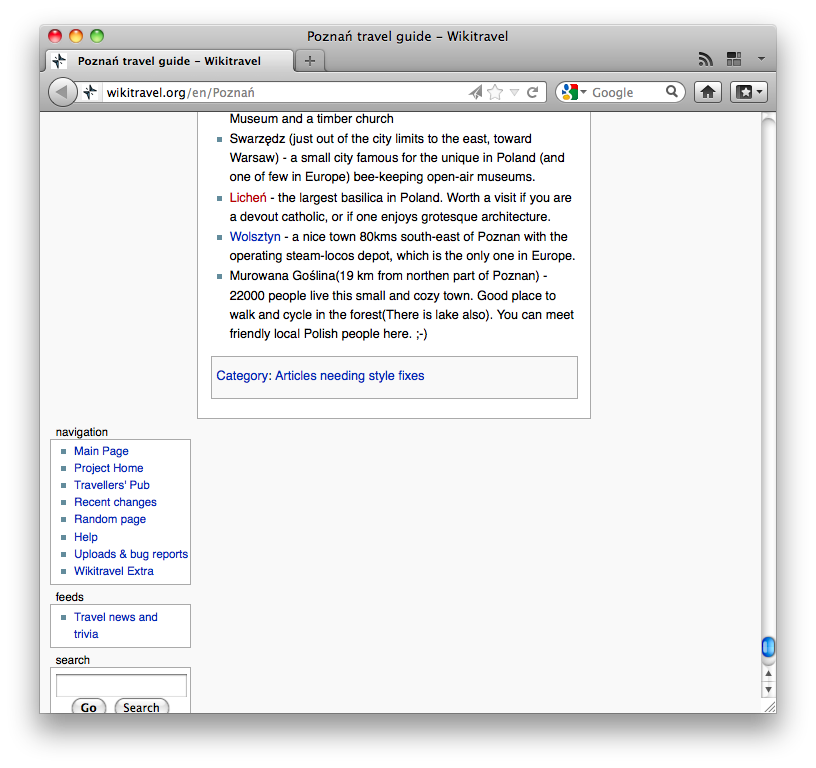 Poznań travel guide – Wikitravel
Poznań travel guide – Wikitravel
wikitravel.org/en/Poznań
Google
Museum and a timber church
Swarzędz (just out of the city limits to the east, toward
Warsaw) - a small city famous for the unique in Poland (and
one of few in Europe) bee-keeping open-air museums.
Licheń - the largest basilica in Poland. Worth a visit if you are
a devout catholic, or if one enjoys grotesque architecture.
Wolsztyn - a nice town 80kms south-east of Poznan with the
operating steam-locos depot, which is the only one in Europe.
Murowana Goślina(19 km from northen part of Poznan) -
22000 people live this small and cozy town. Good place to
walk and cycle in the forest(There is lake also). You can meet
friendly local Polish people here. ;-)
Category: Articles needing style fixes
navigation
Main Page
Project Home
Travellers' Pub
Recent changes
Random page
Help
Uploads & bug reports
Wikitravel Extra
feeds
Travel news and
trivia
search
Go Search